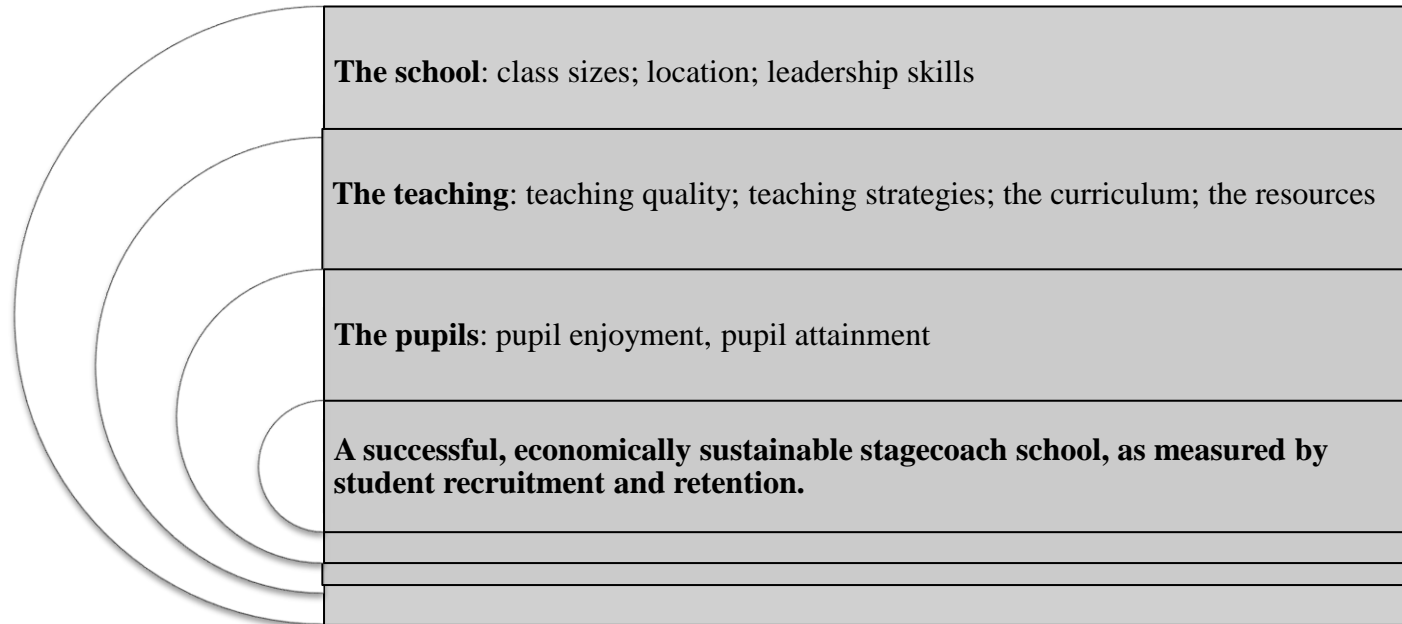 The school: class sizes; location; leadership skills
The teaching: teaching quality; teaching strategies; the curriculum; the resources
The pupils: pupil enjoyment, pupil attainment
A successful, economically sustainable stagecoach school, as measured by
student recruitment and retention.